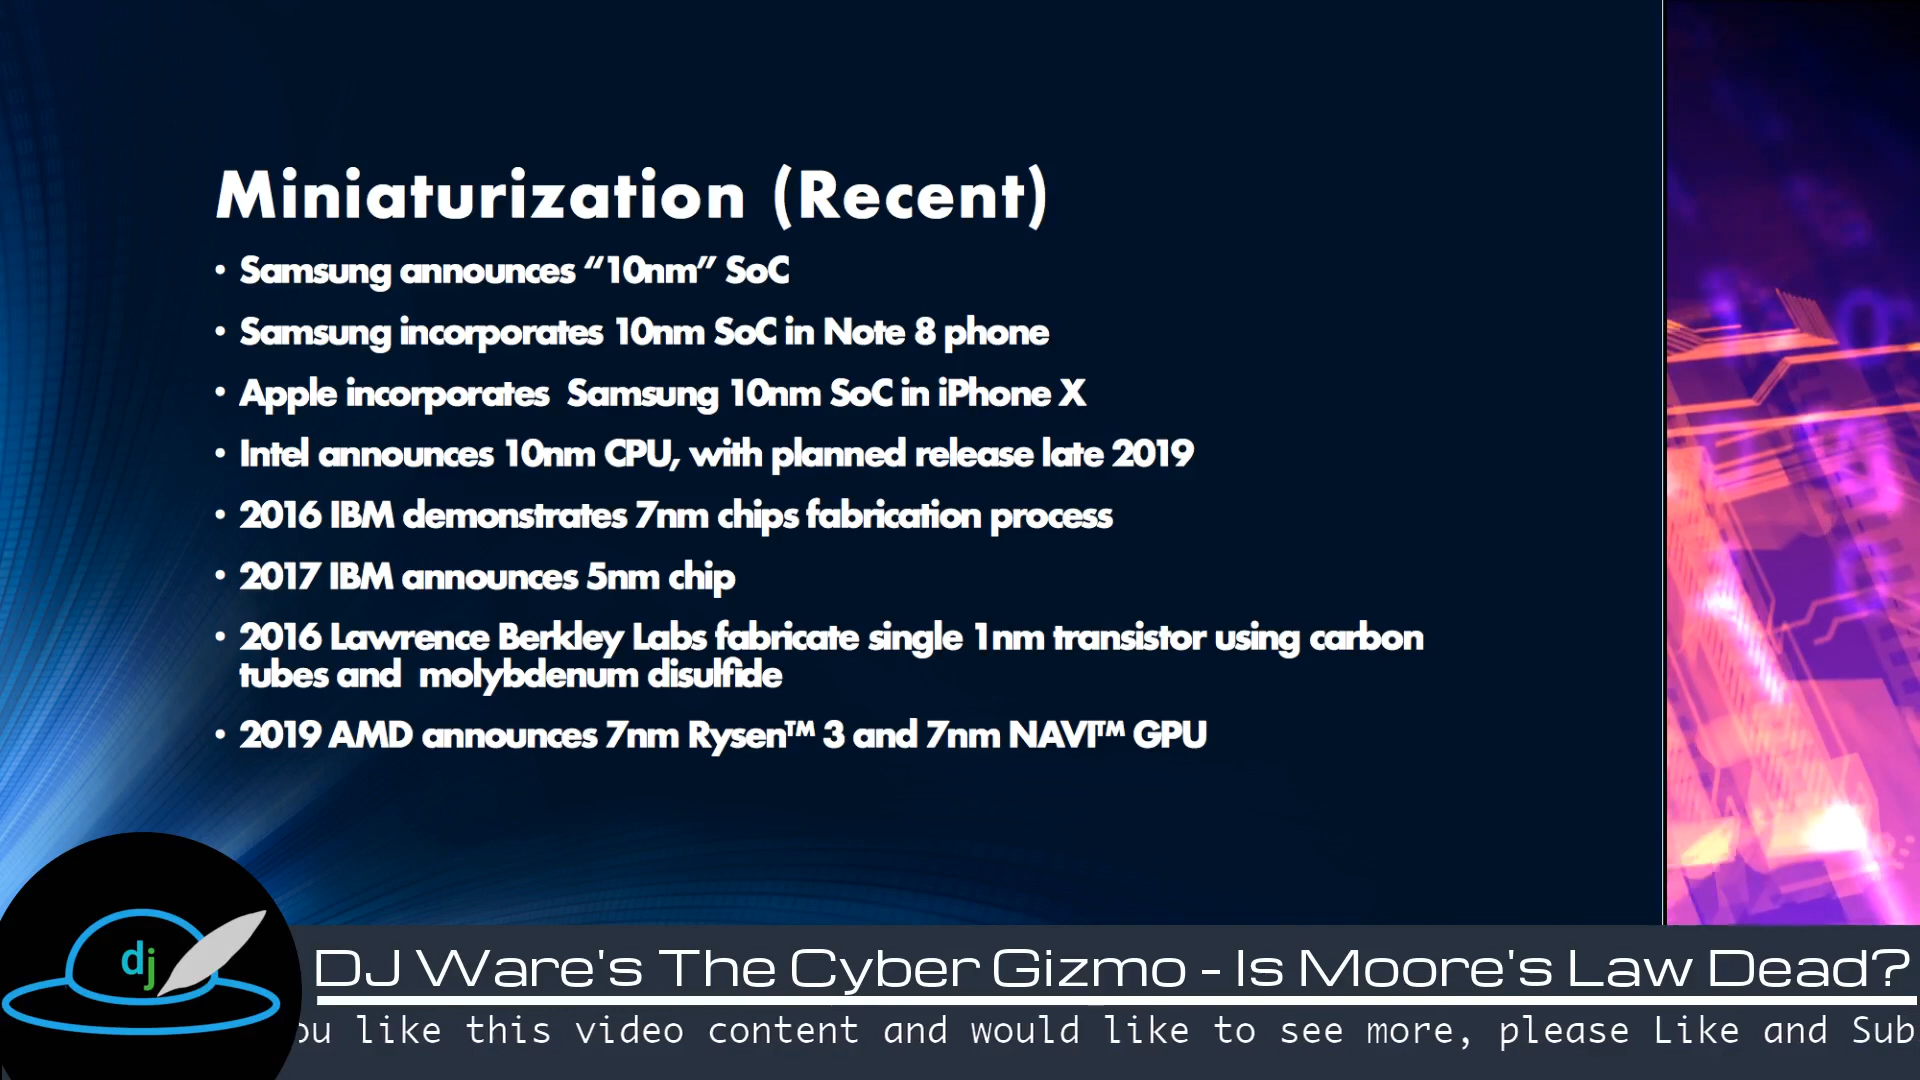 Miniaturization (Recent)
• Samsung announces “10nm” SoC
• Samsung incorporates 10nm SoC in Note 8 phone
• Apple incorporates  Samsung 10nm SoC in iPhone X
• Intel announces 10nm CPU, with planned release late 2019
• 2016 IBM demonstrates 7nm chips fabrication process
• 2017 IBM announces 5nm chip
• 2016 Lawrence Berkley Labs fabricate single 1nm transistor using carbon
tubes and  molybdenum disulfide
• 2019 AMD announces 7nm Rysen™ 3 and 7nm NAVI™ GPU
dj
DJ Ware's The Cyber Gizmo - Is Moore's Law Dead?
ou like this video content and would like to see more, please Like and Sub